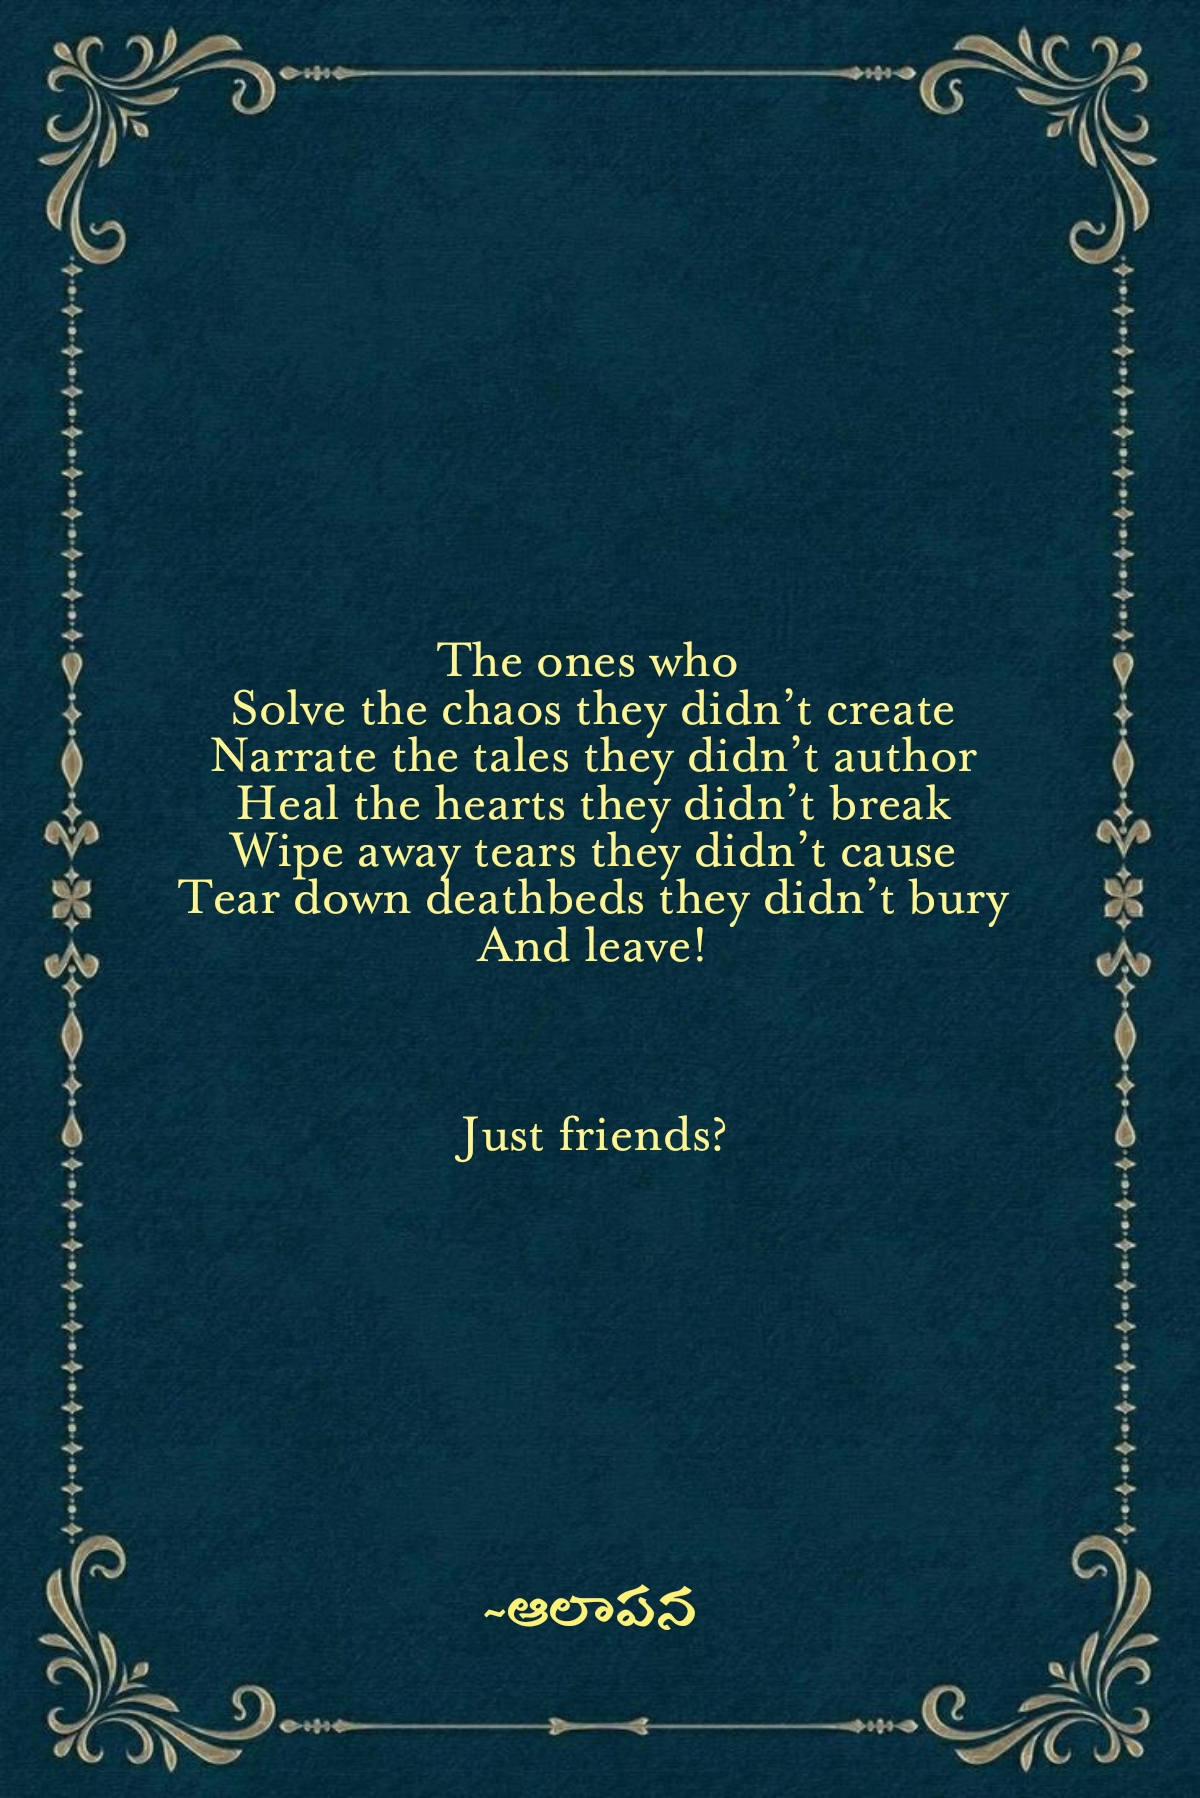 The ones who
Solve the chaos they didn’t create
Narrate the tales they didn’t author
Heal the hearts they didn’t break
Wipe away tears they didn’t cause
Tear down deathbeds they didn’t bury
And leave!
Just friends?
~ఆలాపన